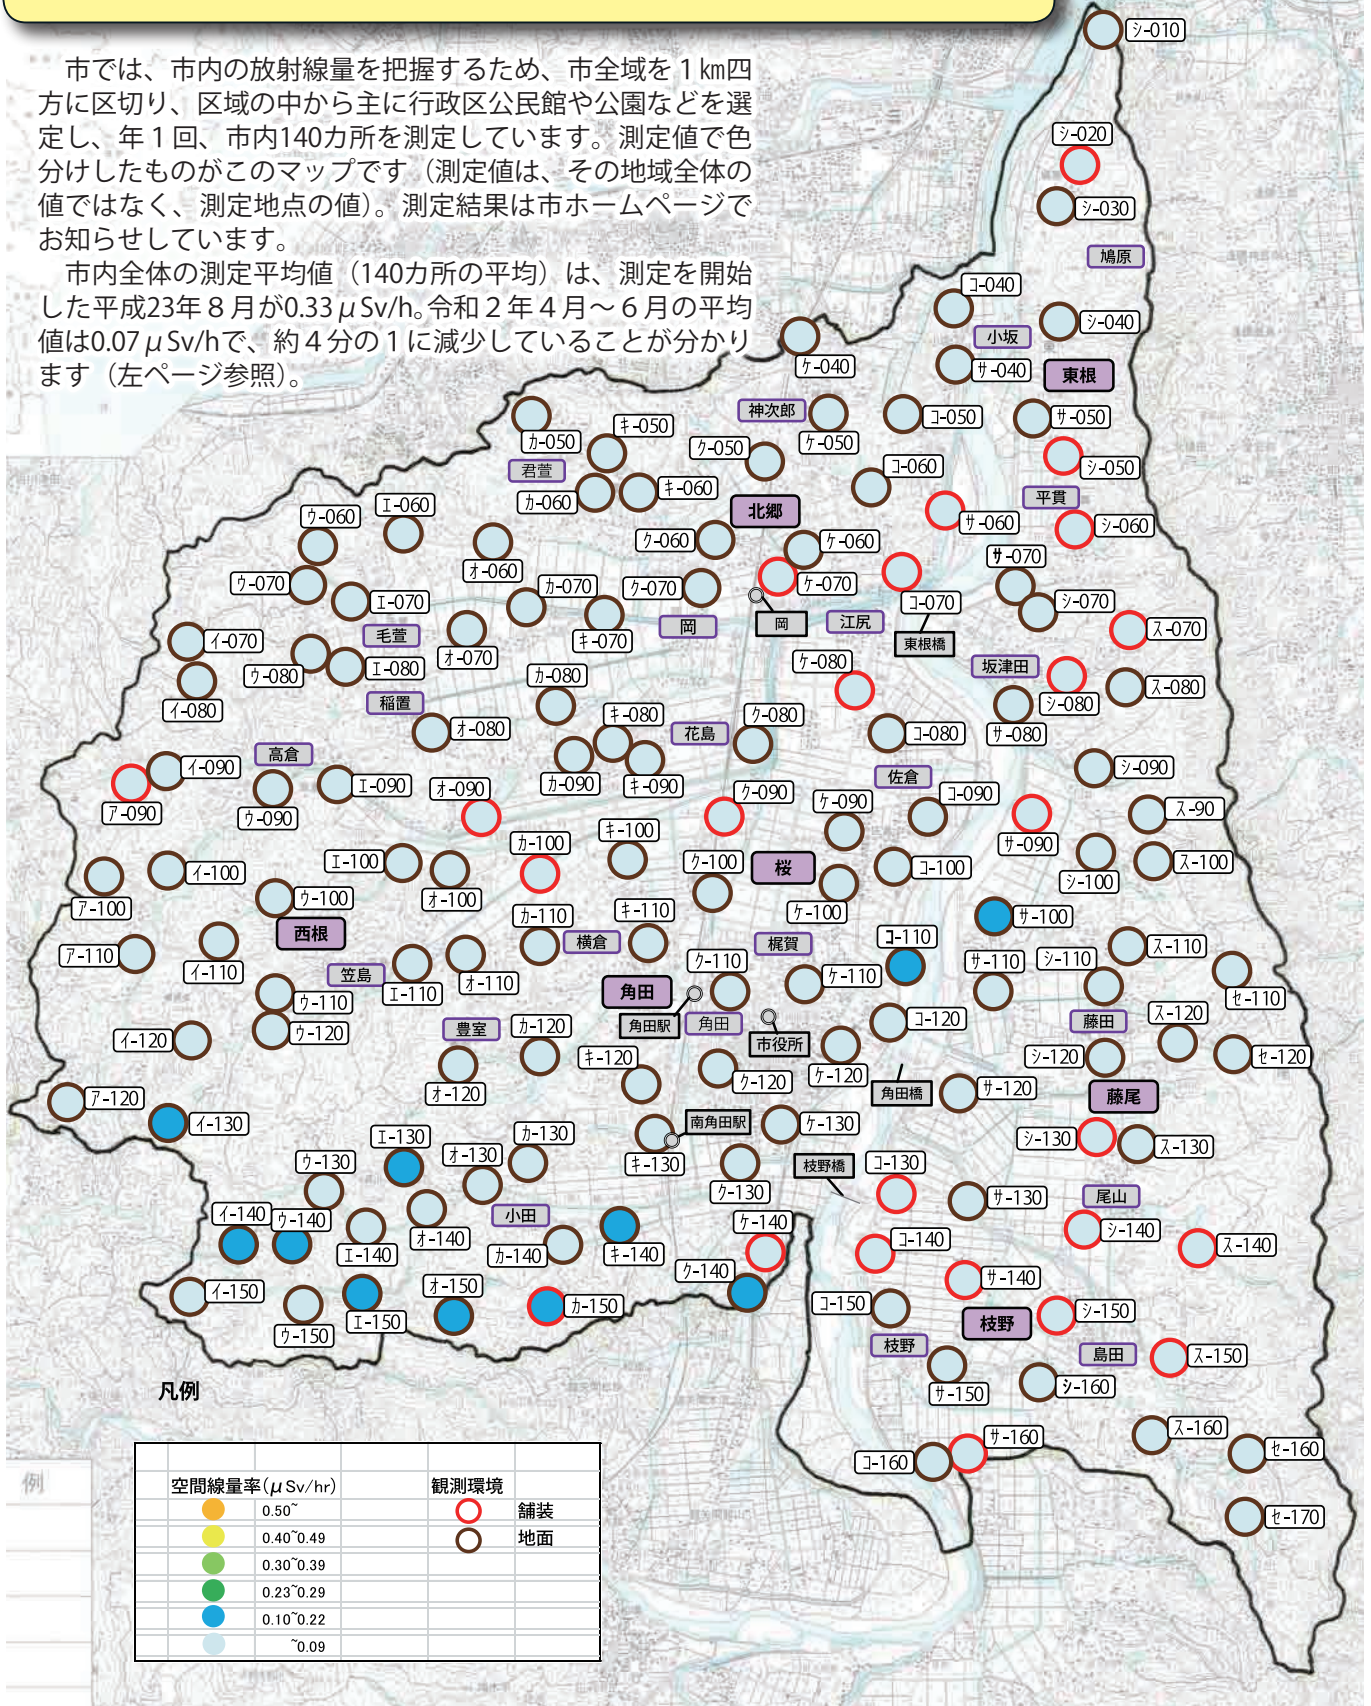 市では、市内の放射線量を把握するため、市全域を１㎞四
方に区切り、区域の中から主に行政区公民館や公園などを選
定し、年１回、市内140カ所を測定しています。測定値で色
分けしたものがこのマップです（測定値は、その地域全体の
値ではなく、測定地点の値）。測定結果は市ホームページで
お知らせしています。
市内全体の測定平均値（140カ所の平均）は、測定を開始
した平成23年８月が0.33μSv/h。令和２年４月～６月の平均
値は0.07μSv/hで、約４分の１に減少していることが分かり
ます（左ページ参照）。
ｼ-010
ｼ-020
ｼ-030
鳩原
ｺ-040
ｼ-040
小坂
ｹ-040
ｻ-040
東根
神次郎
ｶ-050
ｷ-050
ｸ-050
ｹ-050
ｺ-050
ｻ-050
ｼ-050
君萱
ｶ-060
ｷ-060
ｺ-060
平貫
北郷
ｳ-060
ｴ-060
ｵ-060
ｸ-060
ｹ-060
ｻ-060
ｼ-060
ｳ-070
ｴ-070
ｶ-070
ｷ-070
ｸ-070
ｹ-070
ｺ-070
ｻ-070
ｼ-070
ｽ-070
毛萱
岡
岡
江尻
東根橋
ｲ-070
ｳ-080
ｴ-080
ｵ-070
ｹ-080
坂津田
ｲ-080
稲置
ｶ-080
ｵ-080
ｷ-080
花島
ｸ-080
ｺ-080
ｻ-080
ｼ-080
ｽ-080
高倉
ｱ-090
ｲ-090
ｳ-090
ｴ-090
ｵ-090
ｶ-090
ｷ-090
ｸ-090
ｹ-090
佐倉
ｺ-090
ｻ-090
ｼ-090
ｽ-90
ｱ-100
ｲ-100
ｳ-100
ｴ-100
ｵ-100
ｶ-100
ｷ-100
ｸ-100
桜
ｹ-100
ｺ-100
ｻ-100
ｼ-100
ｽ-100
西根
ｱ-110
ｲ-110
ｳ-110
笠島
ｴ-110
ｵ-110
ｶ-110
横倉
ｷ-110
ｸ-110
梶賀
ｹ-110
ｺ-110
ｻ-110
ｼ-110
ｽ-110
ｾ-110
角田
角田駅
角田
市役所
藤田
ｱ-120
ｲ-120
ｳ-120
豊室
ｵ-120
ｶ-120
ｷ-120
ｸ-120
ｹ-120
ｺ-120
角田橋
ｻ-120
ｼ-120
ｽ-120
ｾ-120
藤尾
ｲ-130
ｳ-130
ｴ-130
ｵ-130
ｶ-130
ｷ-130
南角田駅
ｸ-130
ｹ-130
枝野橋
ｺ-130
ｻ-130
ｼ-130
ｽ-130
尾山
ｲ-140
ｳ-140
ｴ-140
ｵ-140
小田
ｶ-140
ｷ-140
ｸ-140
ｹ-140
ｺ-140
ｻ-140
ｼ-140
ｽ-140
ｲ-150
ｳ-150
ｴ-150
ｵ-150
ｶ-150
ｺ-150
枝野
枝野
ｻ-150
ｼ-150
島田
ｽ-150
ｺ-160
ｻ-160
ｼ-160
ｽ-160
ｾ-160
ｾ-170
凡例
例
空間線量率(μSv/hr) 観測環境
0.50~ 舗装
0.40~0.49 地面
0.30~0.39
0.23~0.29
0.10~0.22
~0.09